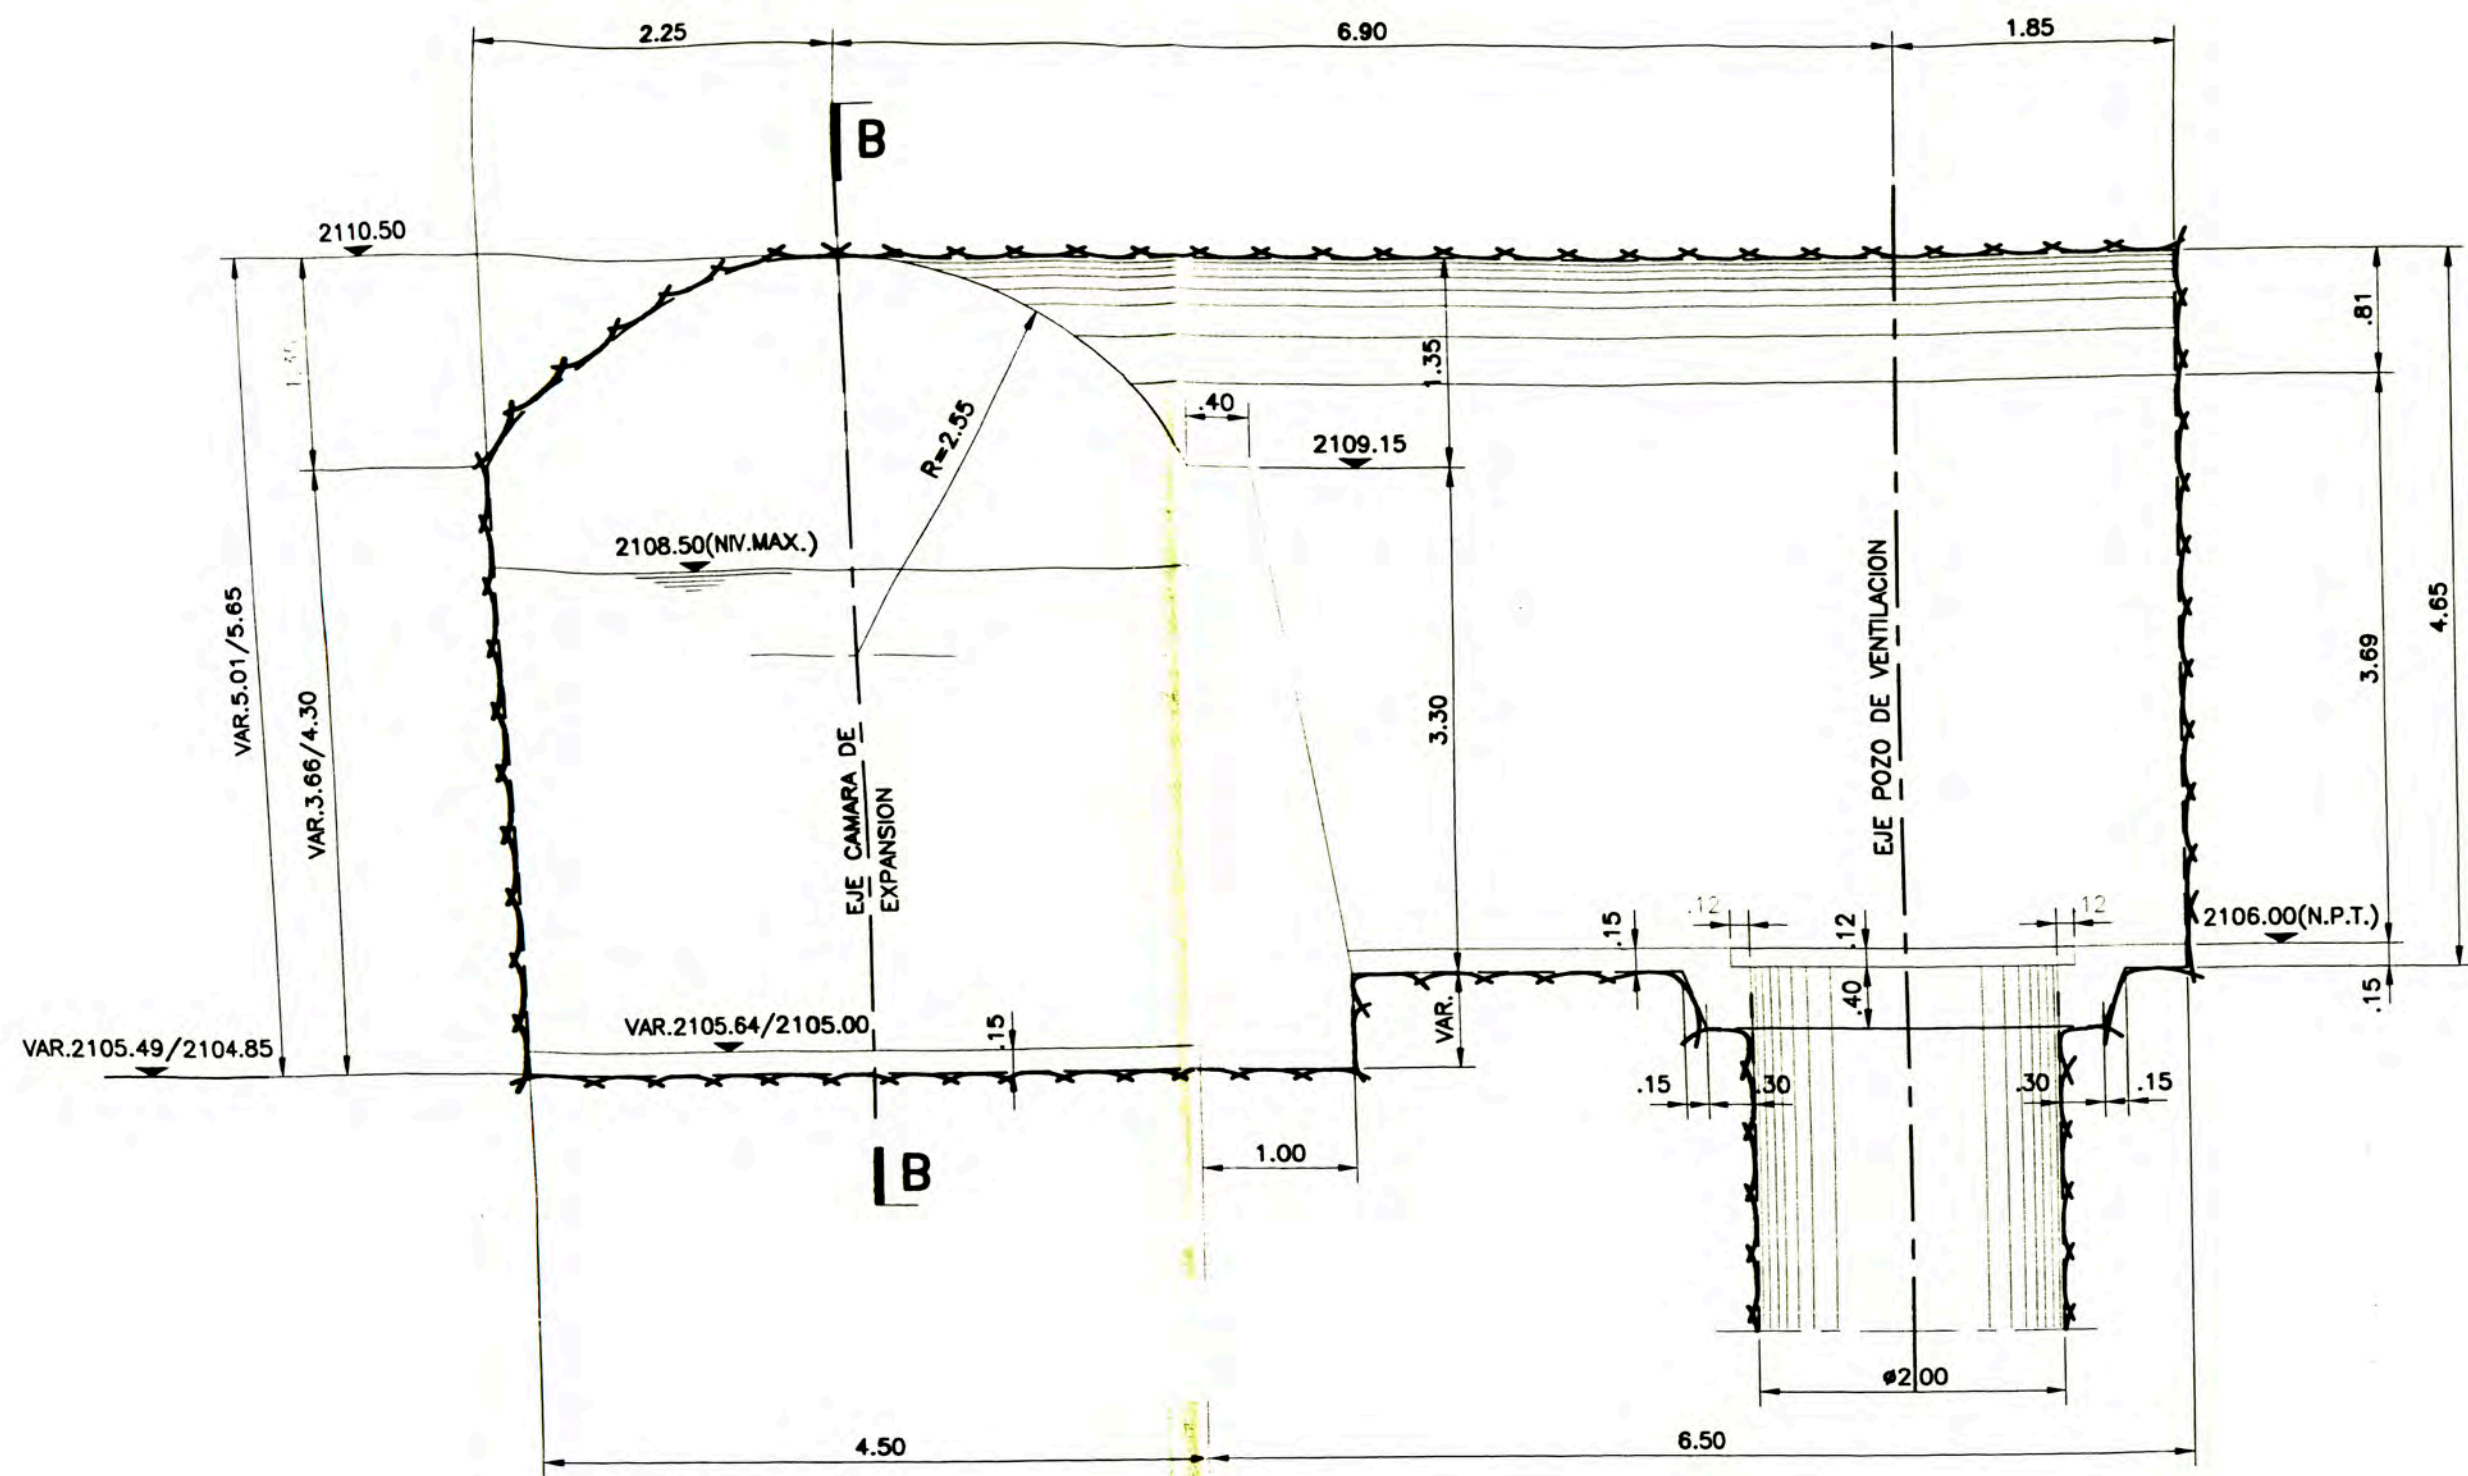 2.25
6.90
1.85
B
2110.50
.81
1.35
.40
R=2.55
2109.15
2108.50(NIV.MAX.)
VAR.5.01/5.65
VAR.3.66/4.30
3.30
EJE CAMARA DE
EXPANSION
EJE POZO DE VENTILACION
3.69
4.65
.15
.12
.12
.12
2106.00(N.P.T.)
.40
.15
VAR.
VAR.2105.64/2105.00
.15
VAR.2105.49/2104.85
.15
.30
.30
.15
1.00
B
ø2.00
4.50
6.50